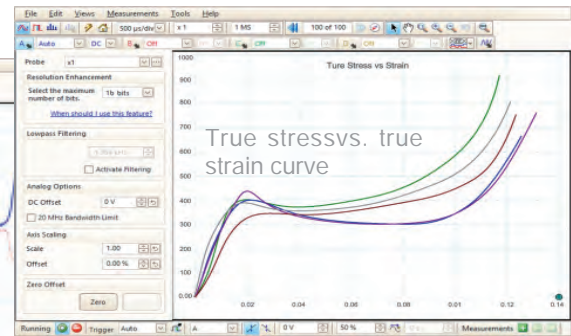 File Edit Views Measurements Tools Help
500 µs/div x 1 1 MS 100 of 100
A Auto DC B Off C Off D Off
Probe x1
Resolution Enhancement
Select the maximum number of bits. 1b bits
When should I use this feature?
Lowpass Filtering
Activate Filtering
Analog Options
DC Offset 0 V
20 MHz Bandwidth Limit
Axis Scaling
Scale 1.00
Offset 0.00 %
Zero Offset
Zero
Ture Stress vs Strain
True stressvs. true
strain curve
1000
900
800
700
600
500
400
300
200
100
0.00
0.02 0.04 0.06 0.08 0.10 0.12 0.14
Running Trigger Auto A 0 V 50 % Measurements